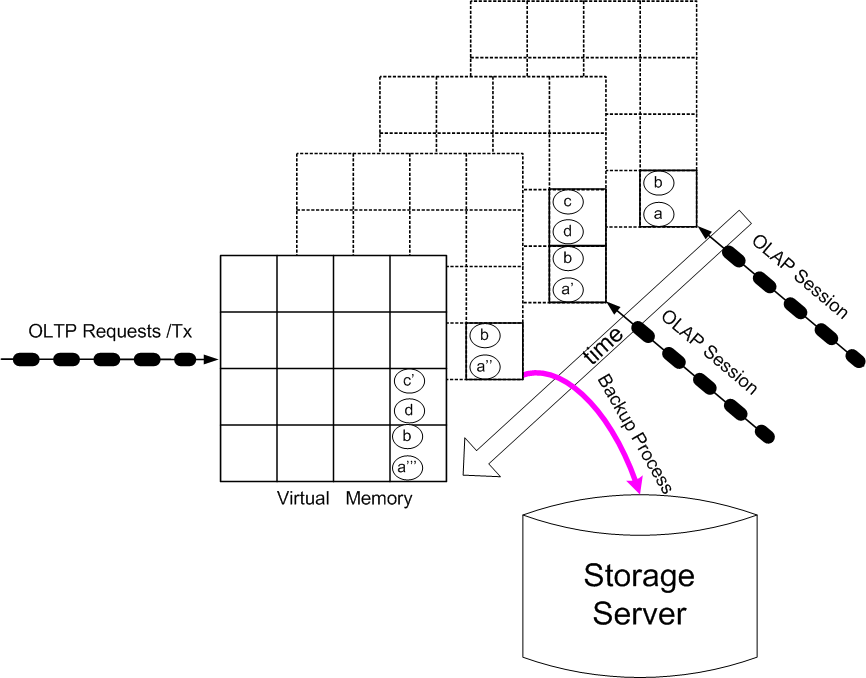 b
a
c
d
b
a'
OLAP Session
OLAP Session
OLTP Requests /Tx
b
a''
time
Backup Process
c'
d
b
a'''
Virtual Memory
Storage
Server